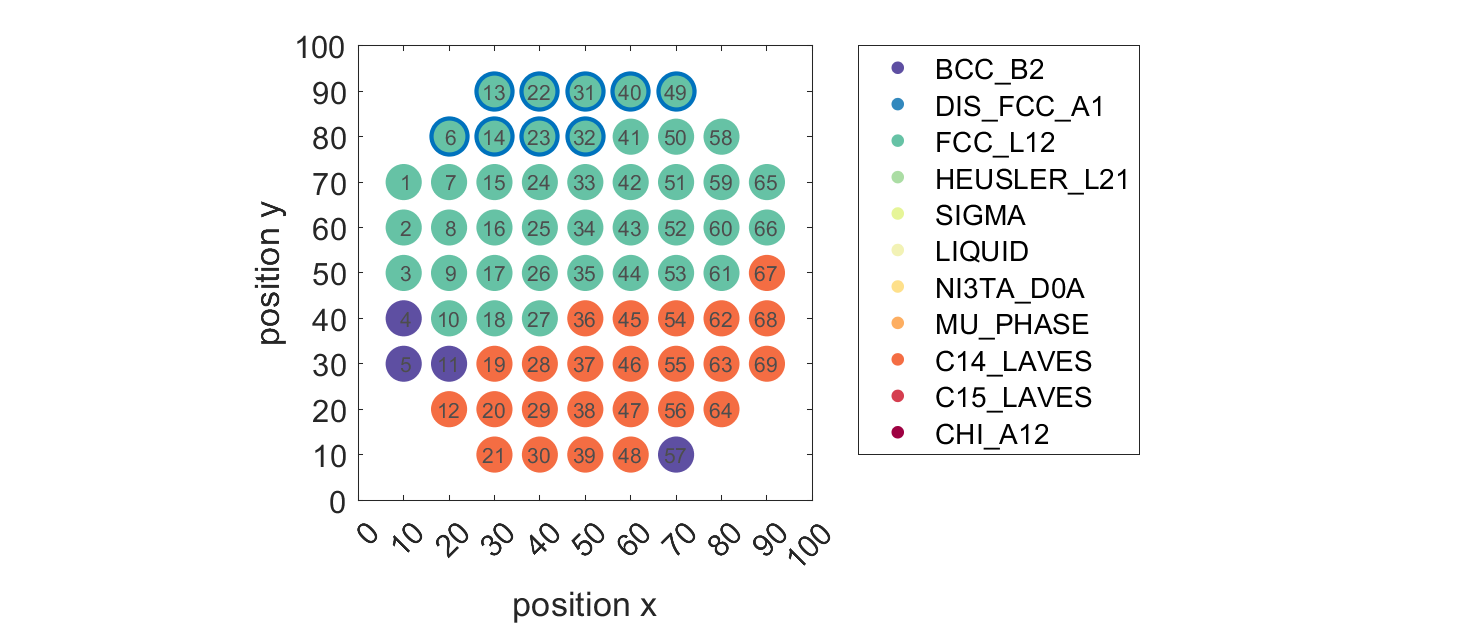 100
90
80
70
60
50
40
30
20
10
0
position y
13 22 31 40 49
6 14 23 32 41 50 58
1 7 15 24 33 42 51 59 65
2 8 16 25 34 43 52 60 66
3 9 17 26 35 44 53 61 67
4 10 18 27 36 45 54 62 68
5 11 19 28 37 46 55 63 69
12 20 29 38 47 56 64
21 30 39 48 57
0 10 20 30 40 50 60 70 80 90 100
position x
BCC_B2
DIS_FCC_A1
FCC_L12
HEUSLER_L21
SIGMA
LIQUID
NI3TA_D0A
MU_PHASE
C14_LAVES
C15_LAVES
CHI_A12